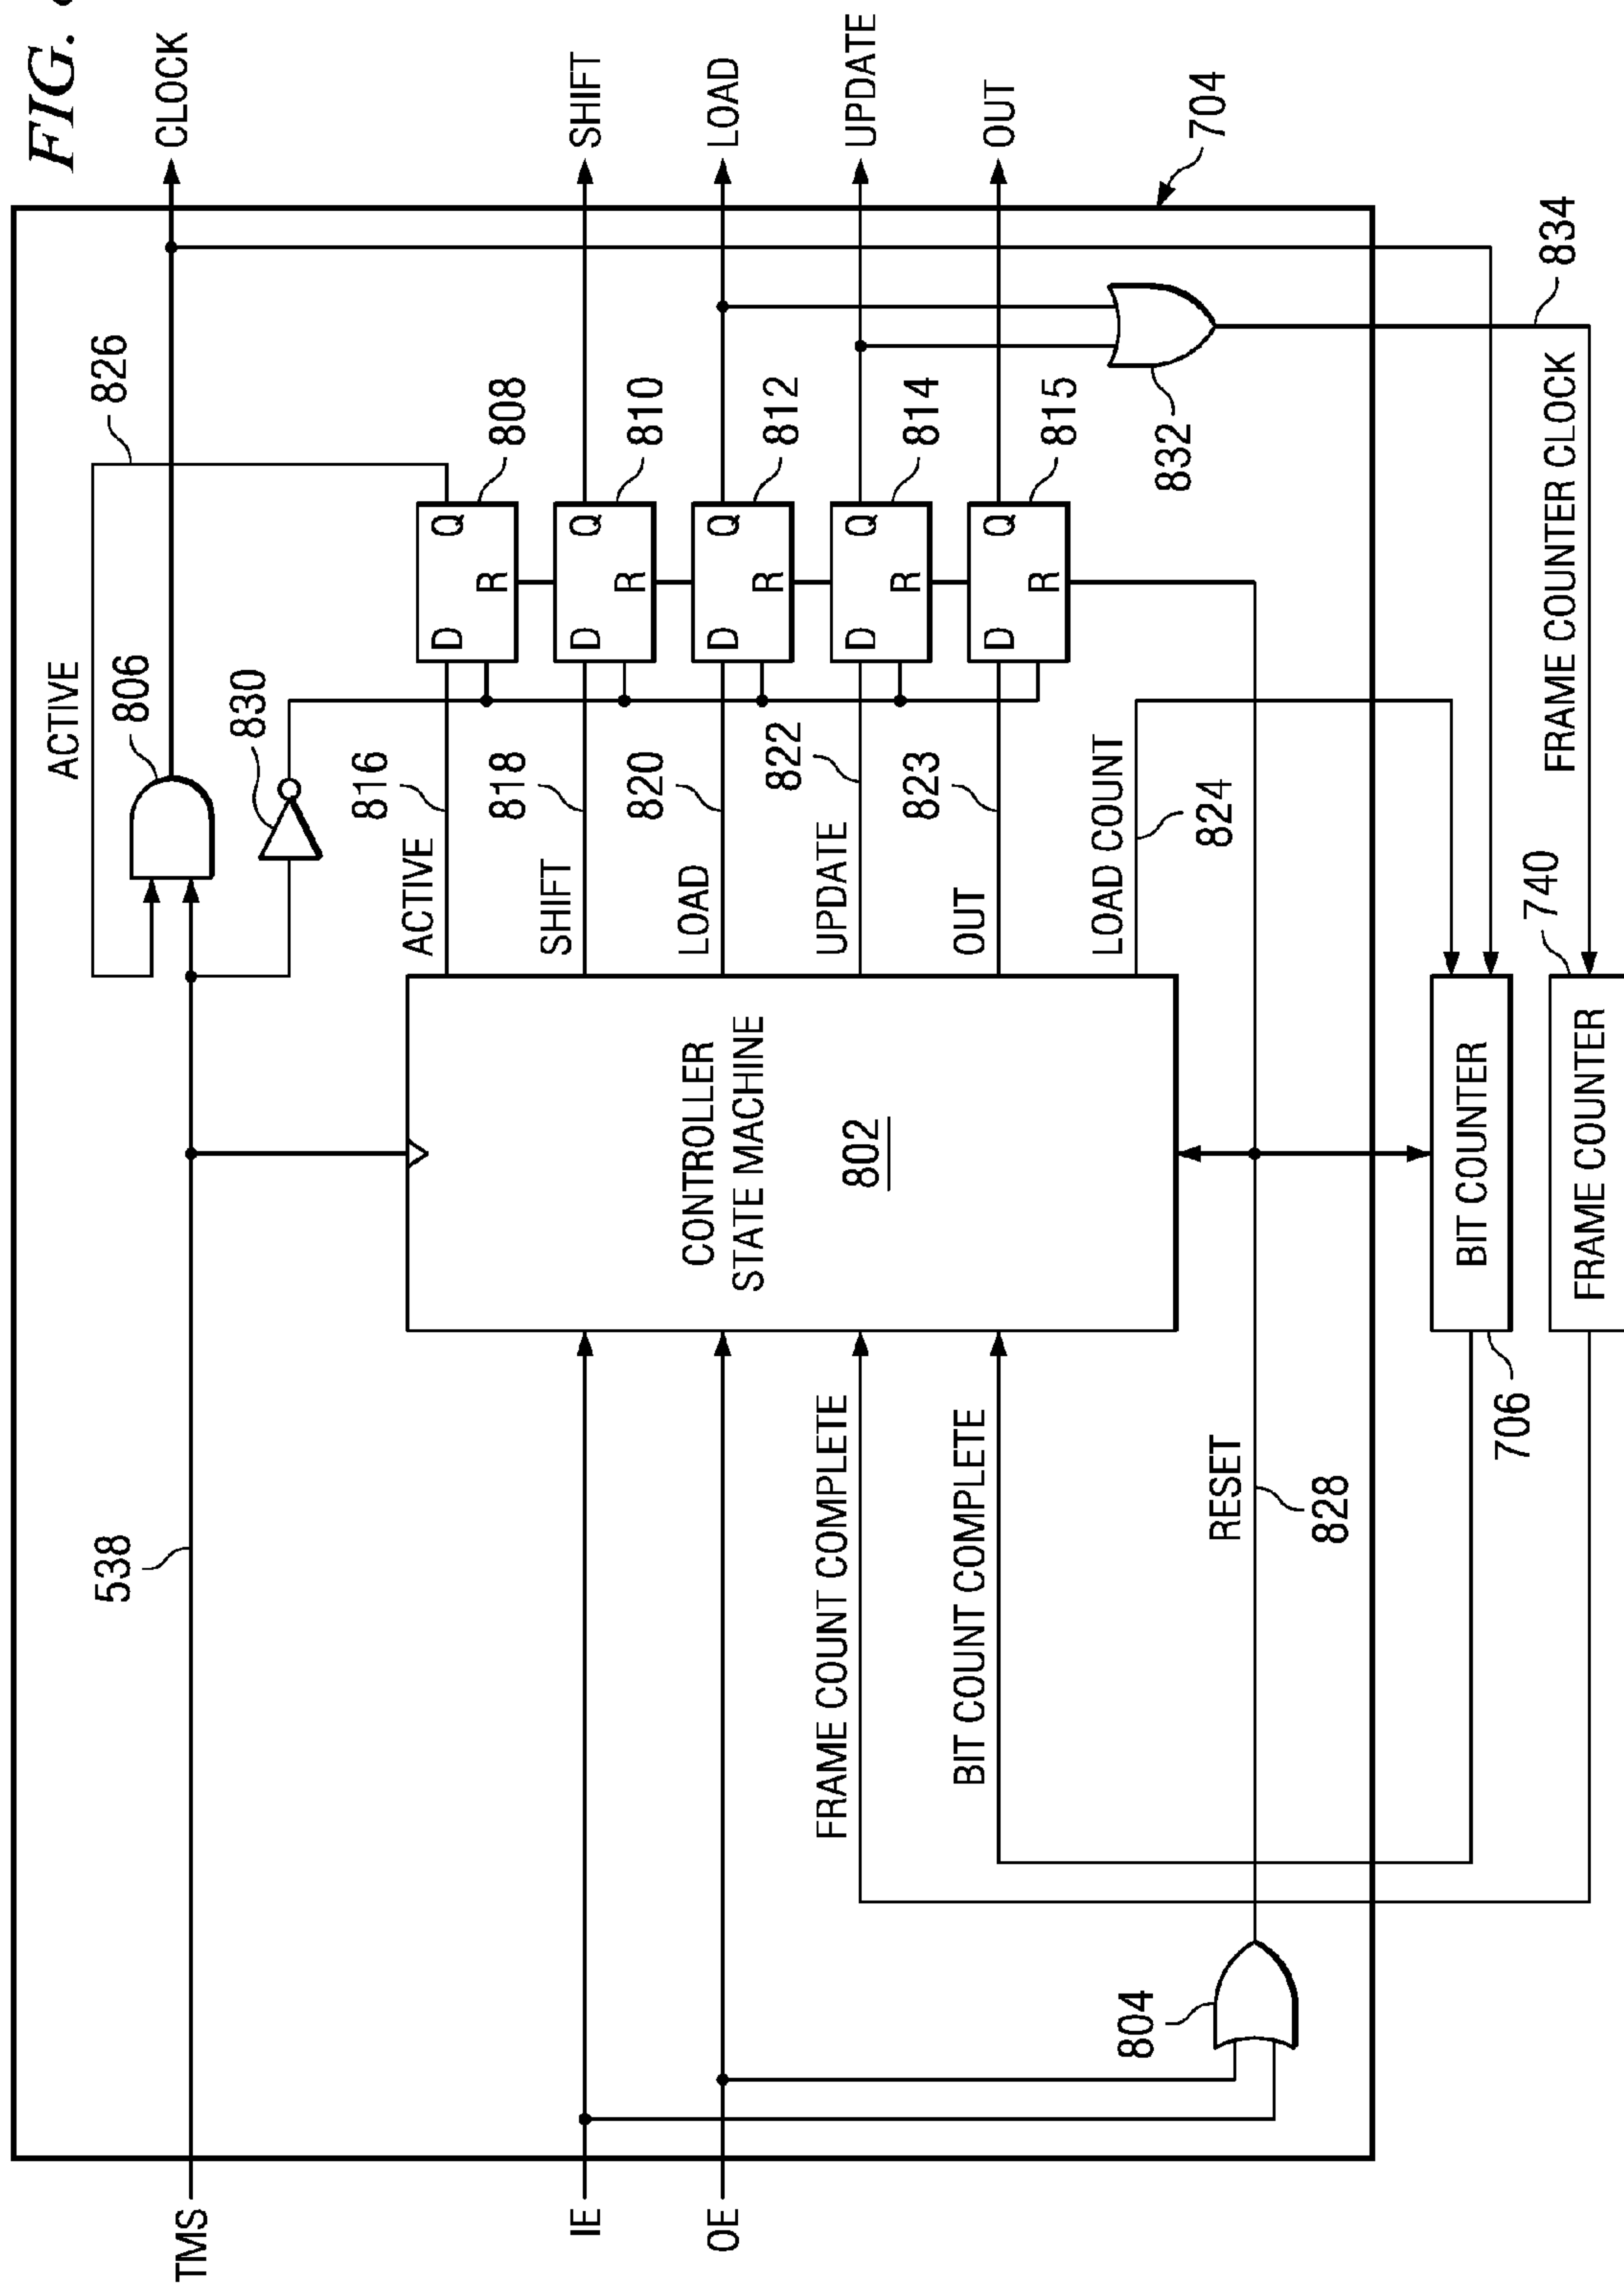 FIG.
TMS
538
ACTIVE
826
CLOCK
806
830
IE
OE
CONTROLLER
STATE MACHINE
802
ACTIVE
816
D
Q
R
808
SHIFT
818
D
Q
R
810
SHIFT
LOAD
820
D
Q
R
812
LOAD
FRAME COUNT COMPLETE
UPDATE
822
D
Q
R
814
UPDATE
BIT COUNT COMPLETE
OUT
823
D
Q
R
815
OUT
LOAD COUNT
824
832
704
804
RESET
828
706
BIT COUNTER
740
FRAME COUNTER
FRAME COUNTER CLOCK
834